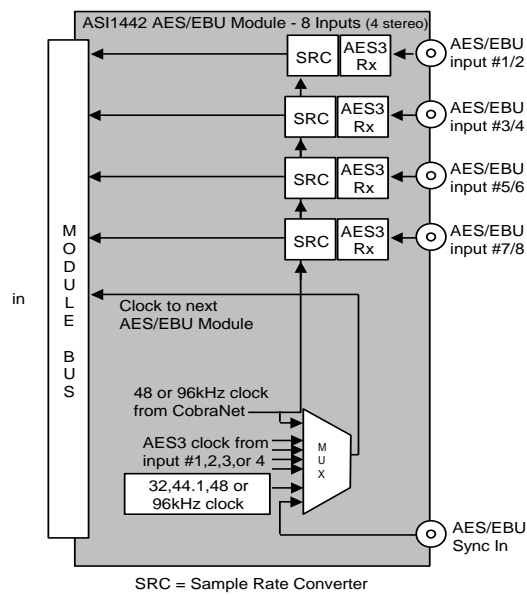 ASI1442 AES/EBU Module - 8 Inputs (4 stereo)
SRC
AES3
Rx
AES/EBU
input #1/2
SRC
AES3
Rx
AES/EBU
input #3/4
SRC
AES3
Rx
AES/EBU
input #5/6
SRC
AES3
Rx
AES/EBU
input #7/8
MODULE BUS
in
Clock to next
AES/EBU Module
48 or 96kHz clock
from CobraNet
AES3 clock from
input #1,2,3,or 4
32,44.1,48 or
96kHz clock
MUX
AES/EBU
Sync In
SRC = Sample Rate Converter